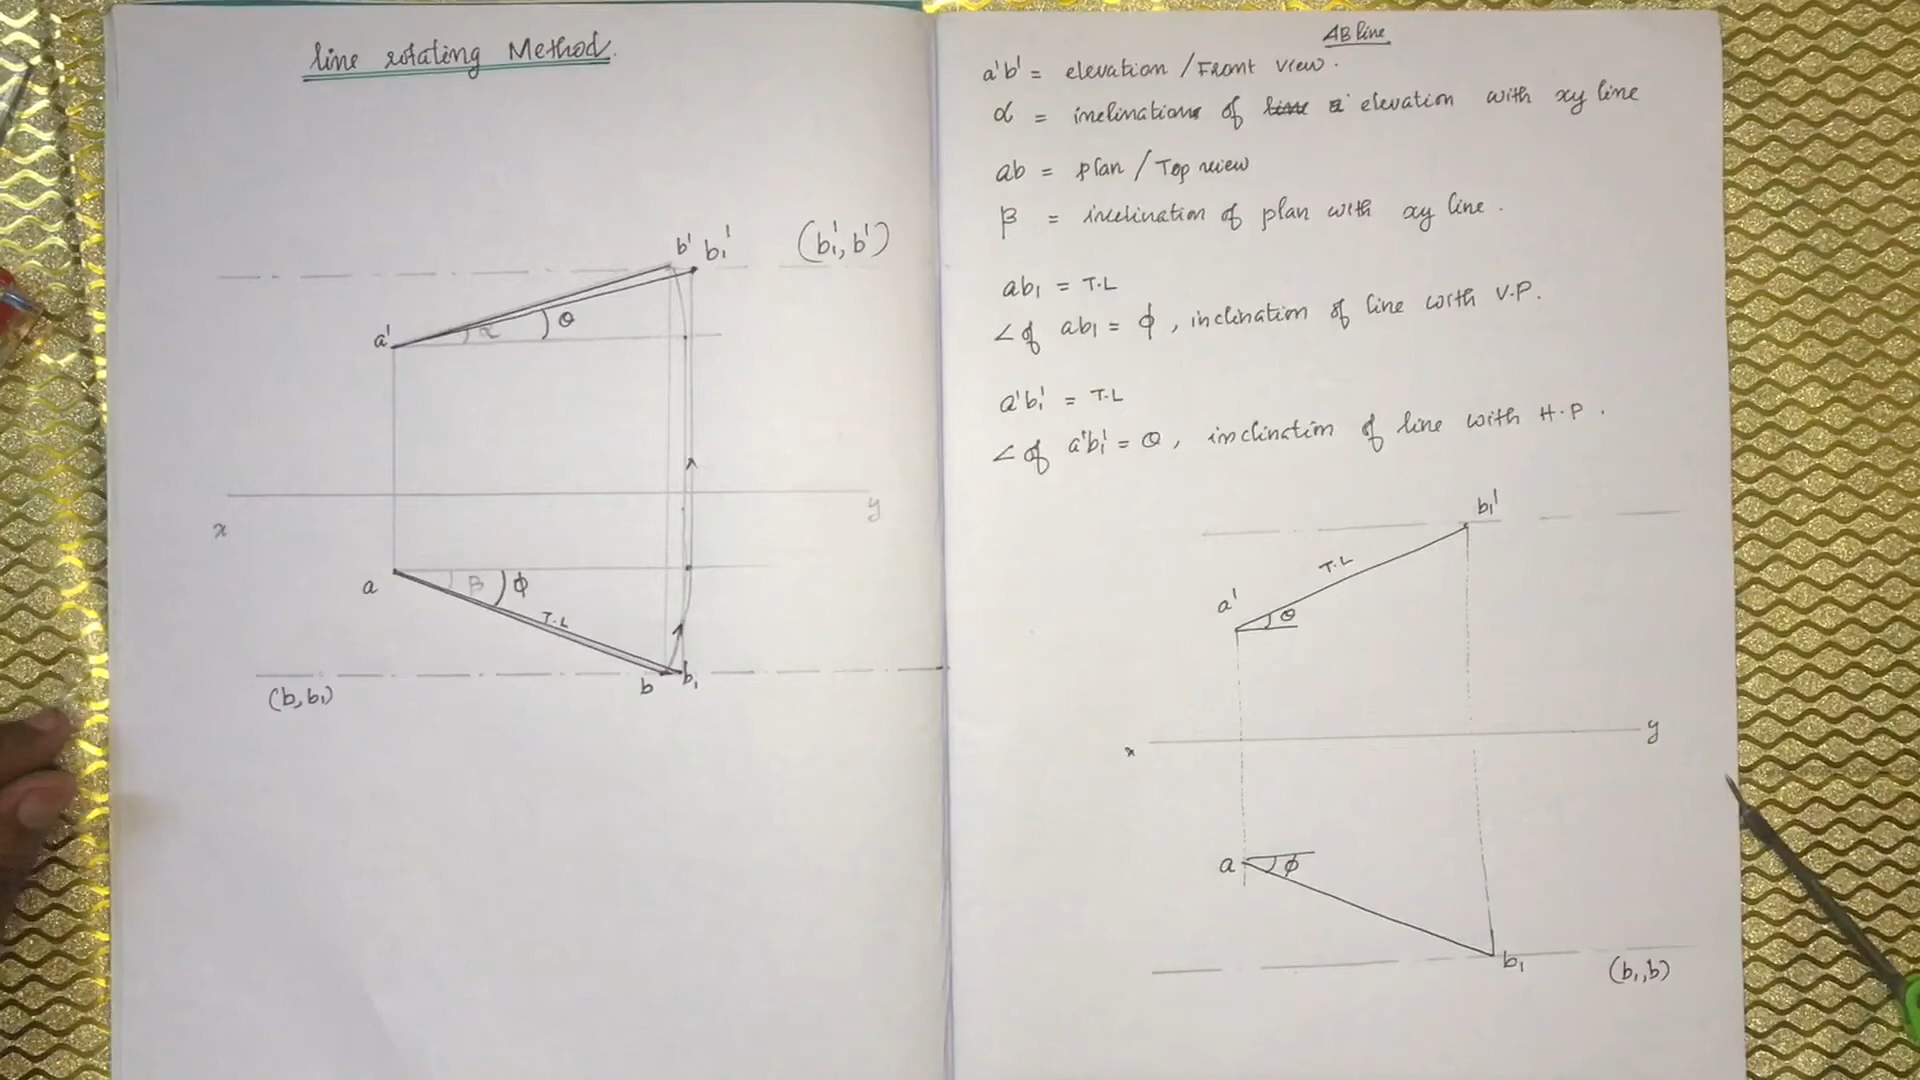 line rotating Method.
b' b₁' (b₁', b')
a' α θ
x y
a β ϕ
T.L
b b₁
(b, b₁)
AB line
a'b' = elevation / Front view.
α = inclinations of line a' elevation with xy line
ab = plan / Top view
β = inclination of plan with xy line.
ab₁ = T.L
∠ of ab₁ = ϕ, inclination of line with V.P.
a'b₁' = T.L
∠ of a'b₁' = θ, inclination of line with H.P.
b₁'
T.L
a' θ
x y
a ϕ
b₁ (b₁, b)